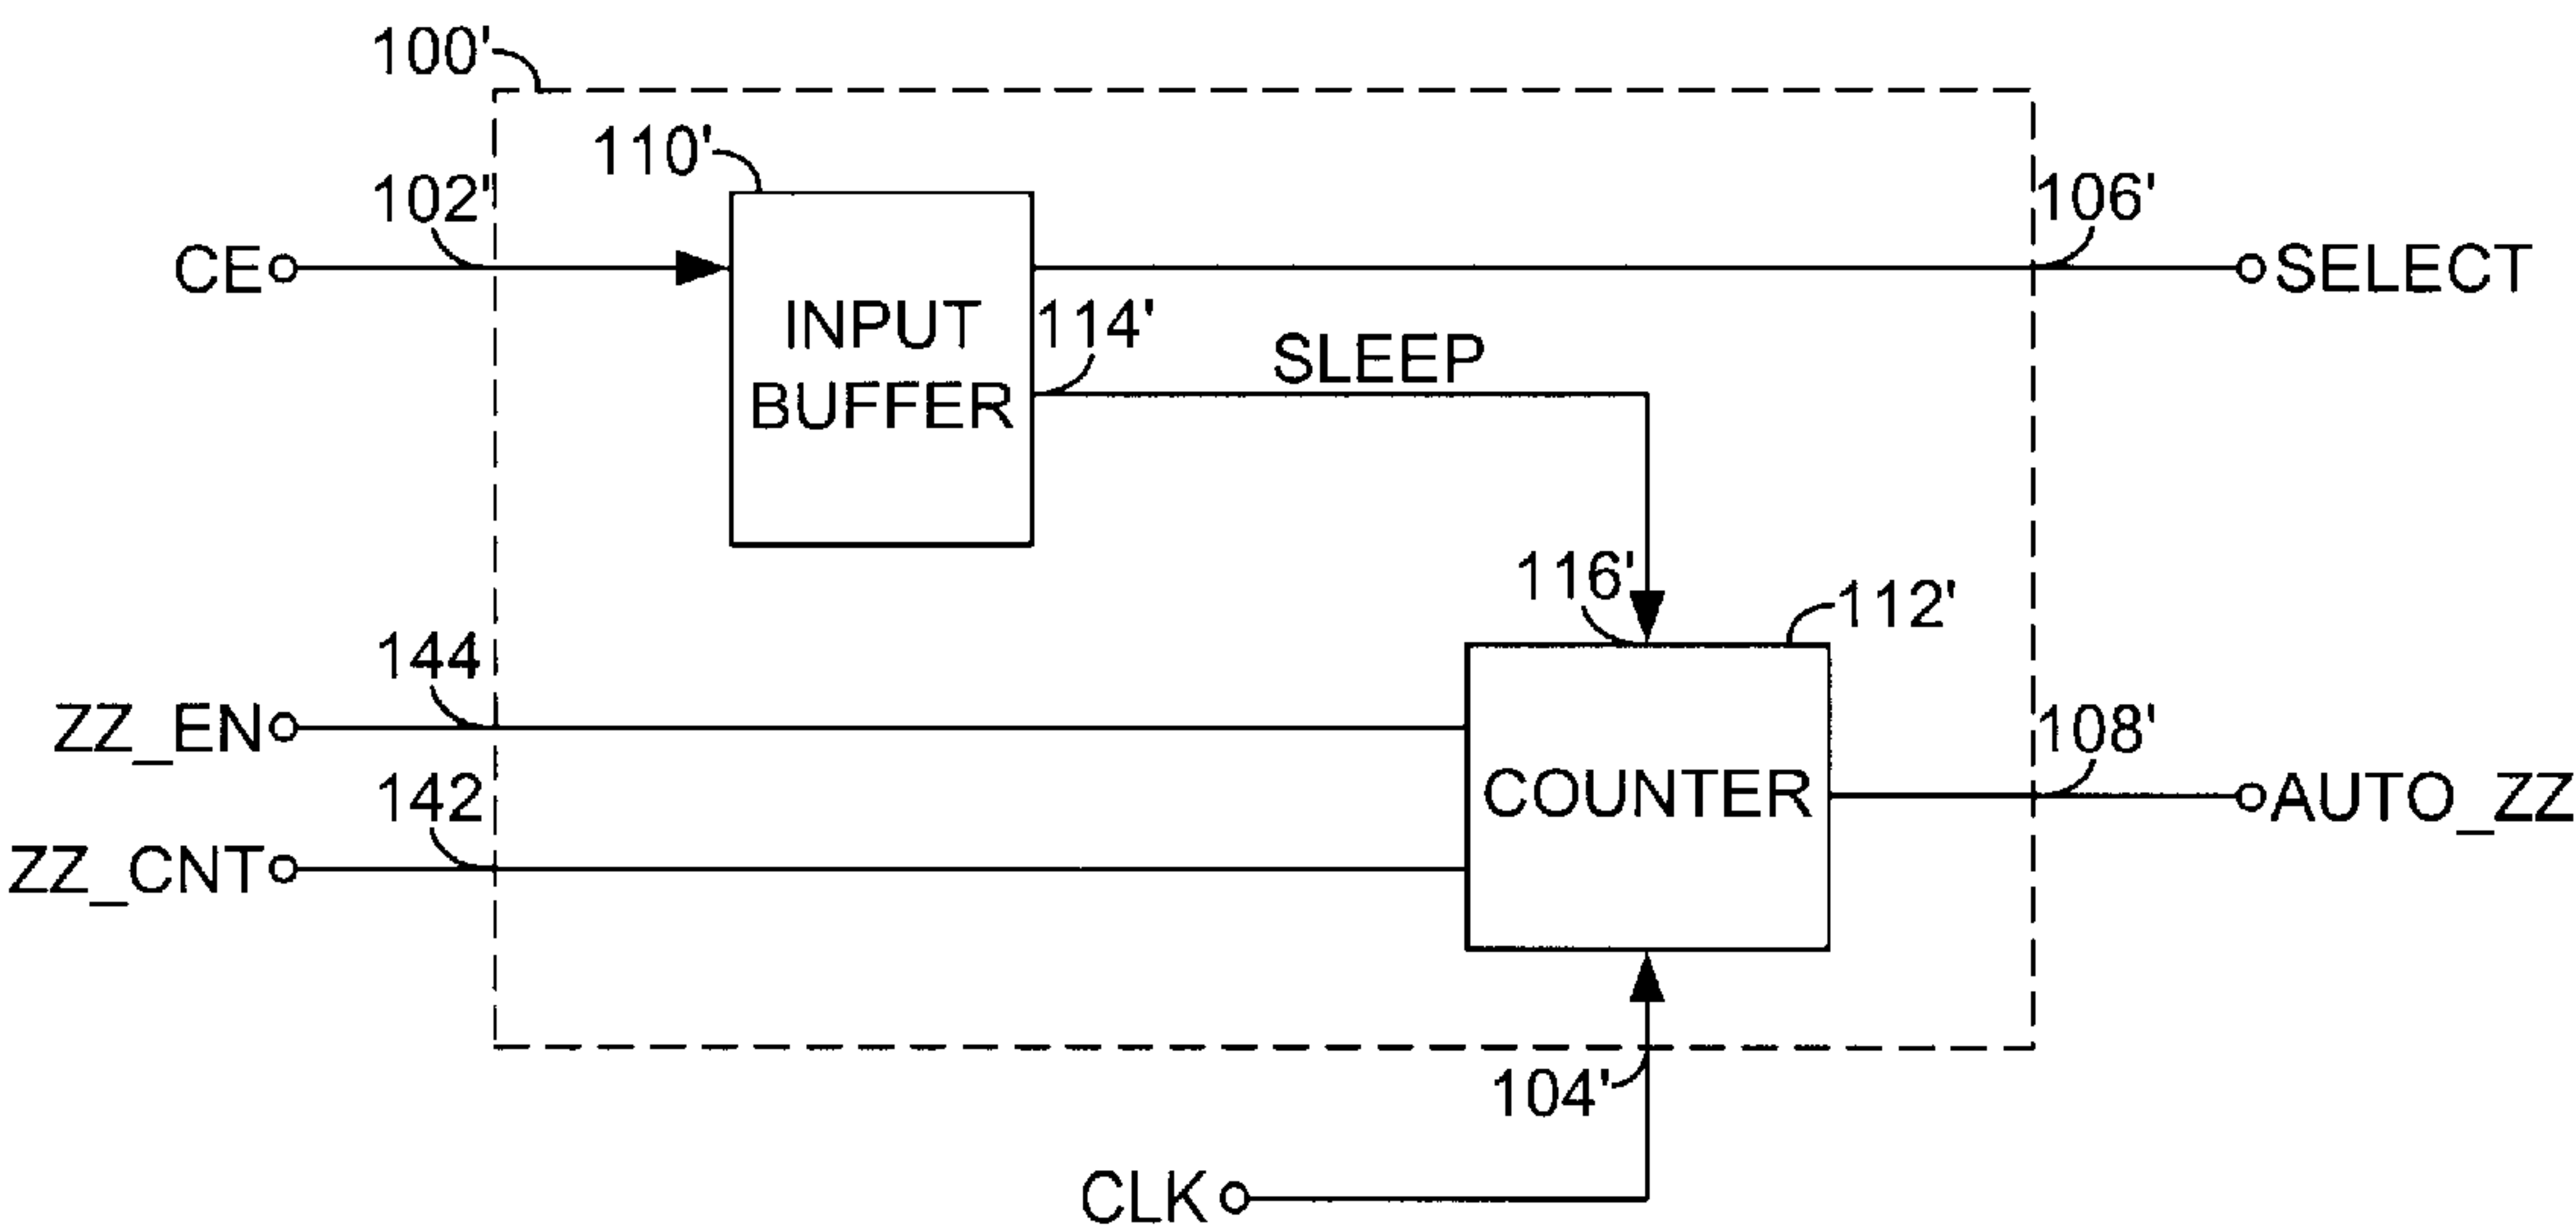 100'
110'
102'
106'
CE
SELECT
INPUT
BUFFER
114'
SLEEP
116'
112'
144
ZZ_EN
108'
COUNTER
AUTO_ZZ
142
ZZ_CNT
104'
CLK